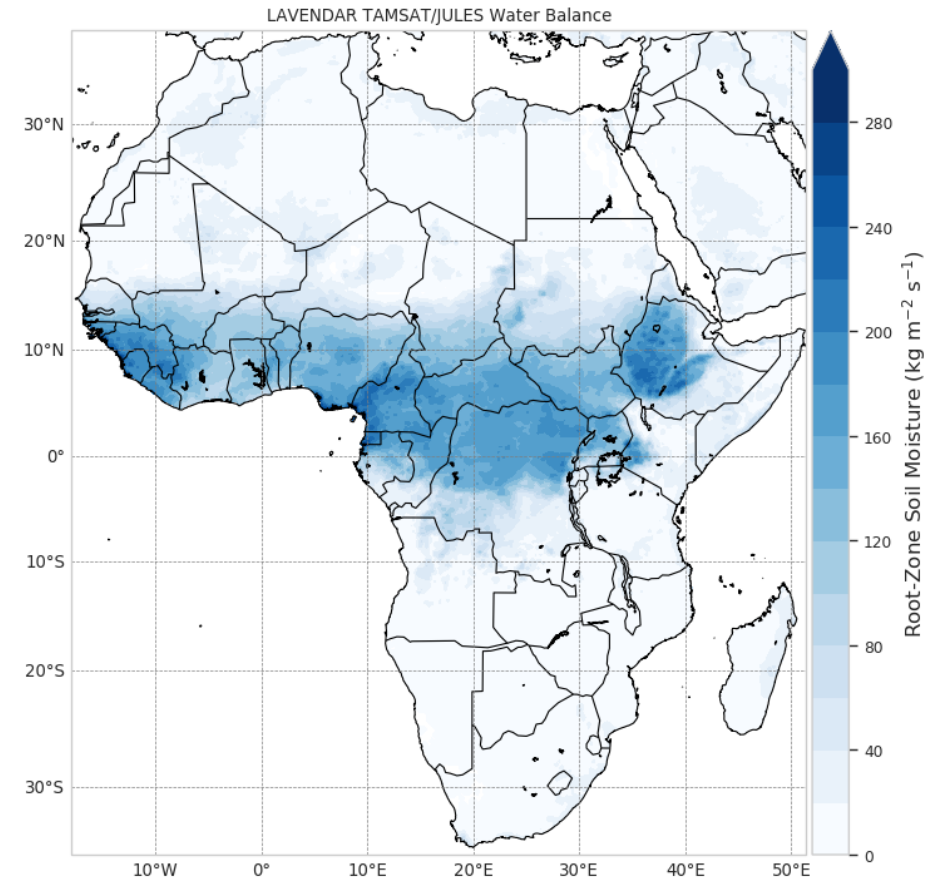 LAVENDAR TAMSAT/JULES Water Balance
30°N
20°N
10°N
0°
10°S
20°S
30°S
10°W
0°
10°E
20°E
30°E
40°E
50°E
280
240
200
160
120
80
40
0
Root-Zone Soil Moisture (kg m⁻² s⁻¹)